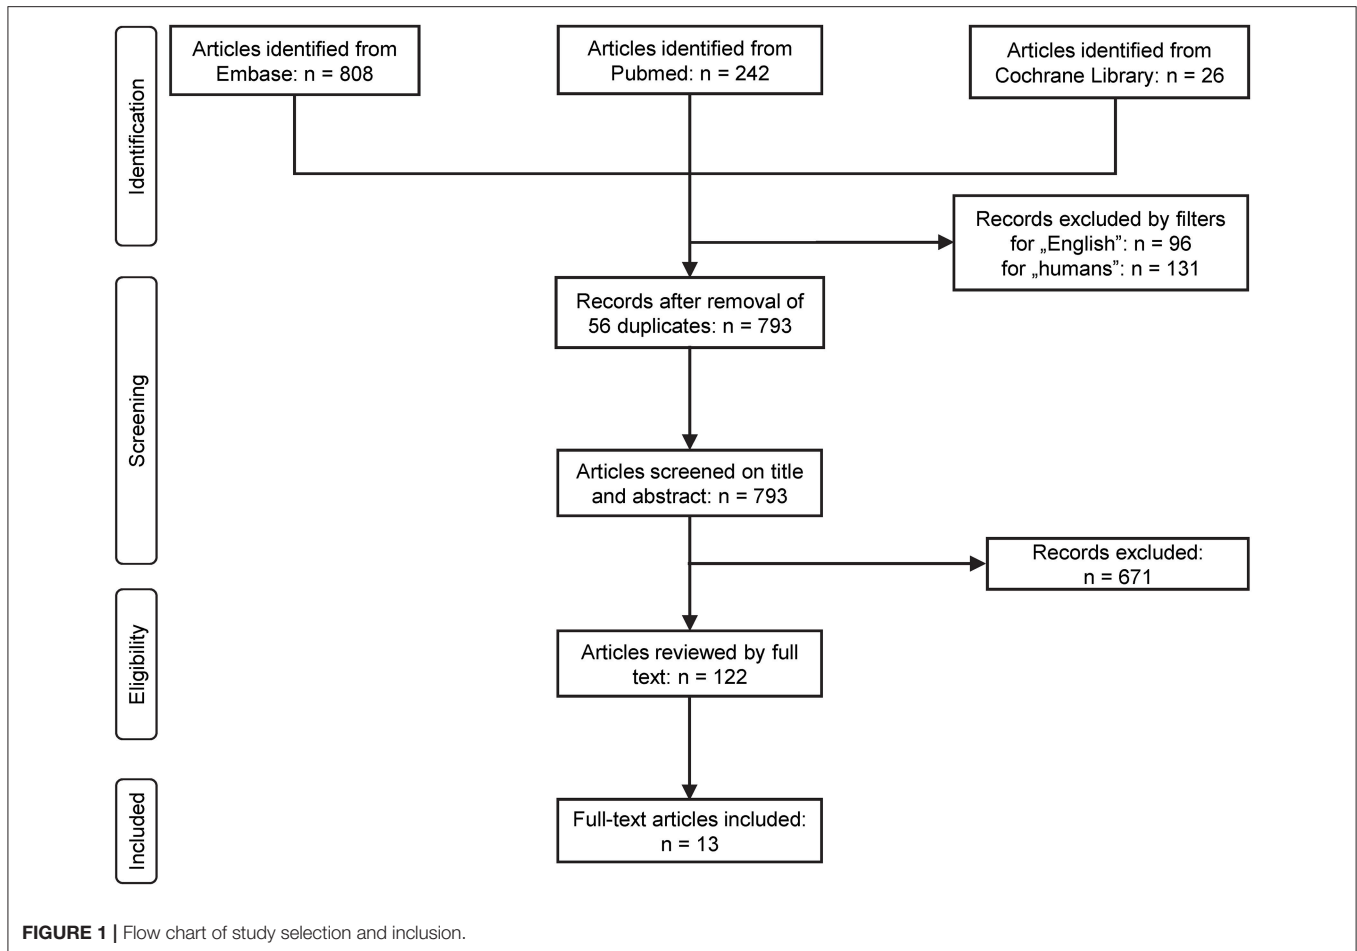 Identification
Articles identified from
Embase: n = 808
Articles identified from
Pubmed: n = 242
Articles identified from
Cochrane Library: n = 26
Records excluded by filters
for „English”: n = 96
for „humans”: n = 131
Screening
Records after removal of
56 duplicates: n = 793
Articles screened on title
and abstract: n = 793
Records excluded:
n = 671
Eligibility
Articles reviewed by full
text: n = 122
Included
Full-text articles included:
n = 13
FIGURE 1 | Flow chart of study selection and inclusion.